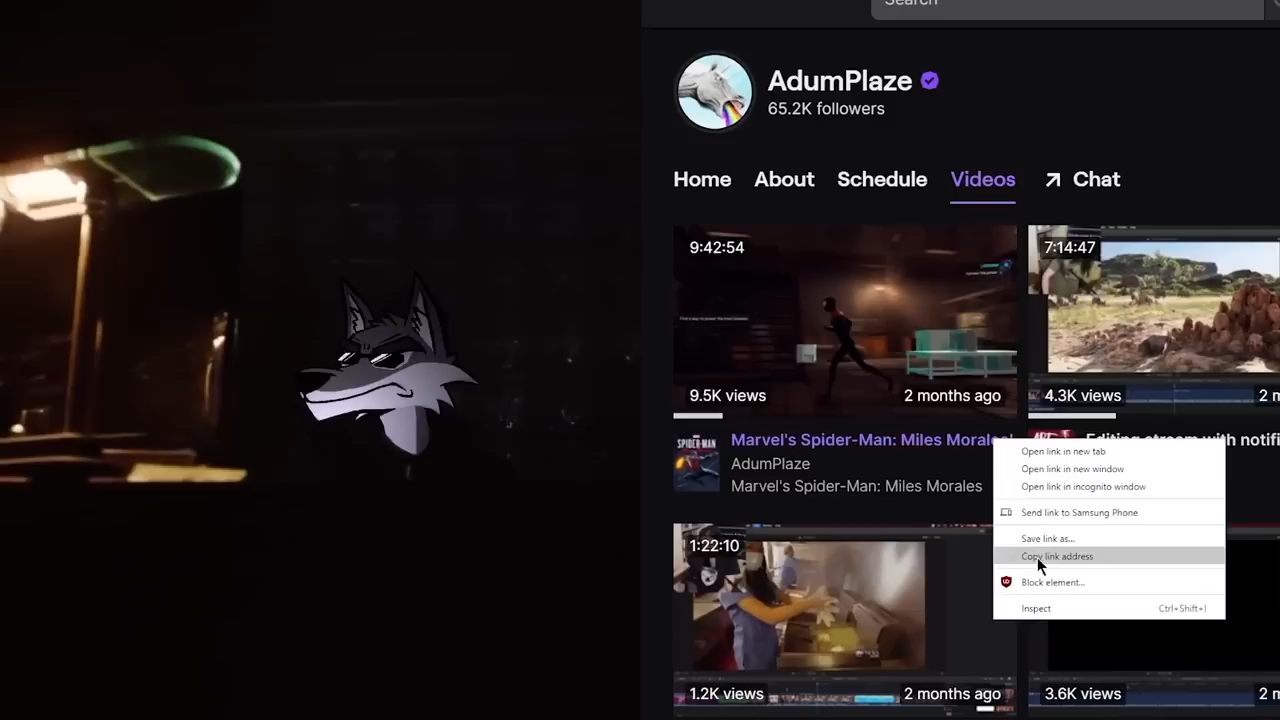 Search
AdumPlaze
65.2K followers
Home About Schedule Videos Chat
9:42:54
7:14:47
9.5K views
2 months ago
4.3K views
2 m
SPIDER-MAN
Marvel's Spider-Man: Miles Morales
Editing stream with notifi
AdumPlaze
Marvel's Spider-Man: Miles Morales
Open link in new tab
Open link in new window
Open link in incognito window
Send link to Samsung Phone
Save link as...
Copy link address
Block element...
Inspect Ctrl+Shift+I
1:22:10
1.2K views
2 months ago
3.6K views
2 m